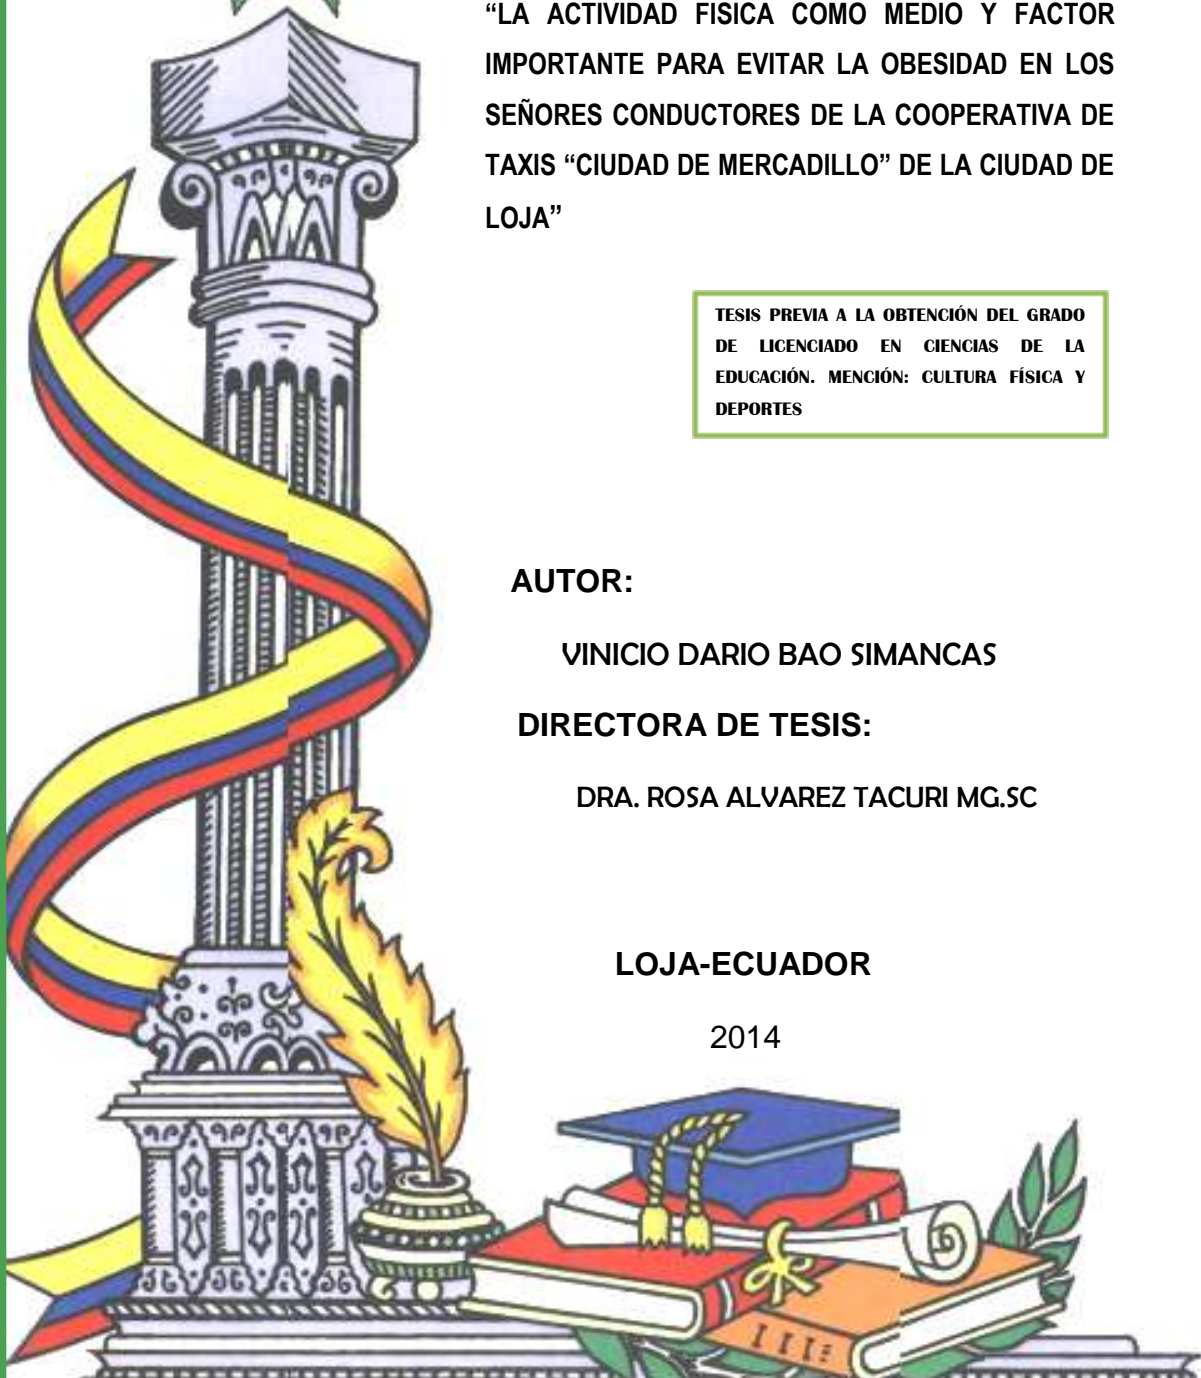 “LA ACTIVIDAD FÍSICA COMO MEDIO Y FACTOR
IMPORTANTE PARA EVITAR LA OBESIDAD EN LOS
SEÑORES CONDUCTORES DE LA COOPERATIVA DE
TAXIS “CIUDAD DE MERCADILLO” DE LA CIUDAD DE
LOJA”
TESIS PREVIA A LA OBTENCIÓN DEL GRADO
DE LICENCIADO EN CIENCIAS DE LA
EDUCACIÓN. MENCIÓN: CULTURA FÍSICA Y
DEPORTES
AUTOR:
VINICIO DARIO BAO SIMANCAS
DIRECTORA DE TESIS:
DRA. ROSA ALVAREZ TACURI MG.SC
LOJA-ECUADOR
2014